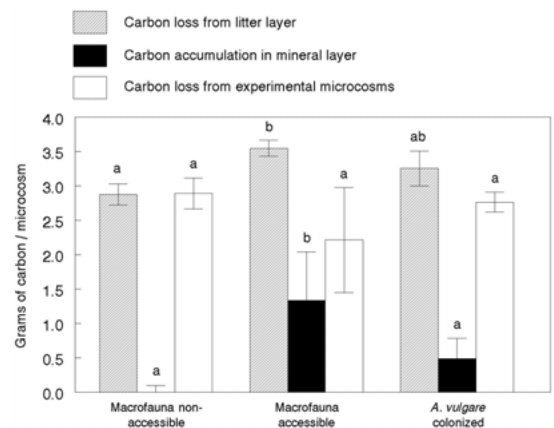 Carbon loss from litter layer
Carbon accumulation in mineral layer
Carbon loss from experimental microcosms
Grams of carbon / microcosm
4.0
3.5
3.0
2.5
2.0
1.5
1.0
0.5
0.0
a
a
a
b
b
a
ab
a
a
Macrofauna non-
accessible
Macrofauna
accessible
A. vulgare
colonized